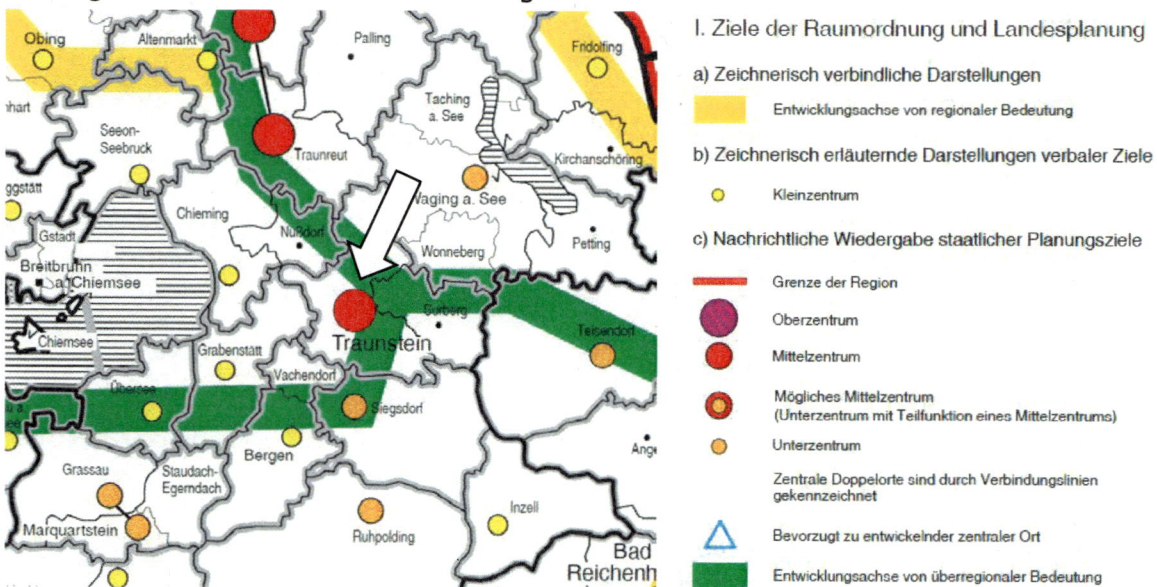 Obing
Altenmarkt
Palling
Fridolfing
Taching
a. See
Traunreut
Seeon-
Seebruck
Kirchanschöring
Waging a. See
Chieming
Gstadt
Nußdorf
Wonneberg
Petting
Breitbrunn
a. Chiemsee
Surberg
Chiemsee
Traunstein
Teisendorf
Grabenstätt
Vachendorf
Übersee
Siegsdorf
Bergen
Grassau
Staudach-
Egerndach
Inzell
Marquartstein
Ruhpolding
Bad
Reichenh
I. Ziele der Raumordnung und Landesplanung
a) Zeichnerisch verbindliche Darstellungen
Entwicklungsachse von regionaler Bedeutung
b) Zeichnerisch erläuternde Darstellungen verbaler Ziele
Kleinzentrum
c) Nachrichtliche Wiedergabe staatlicher Planungsziele
Grenze der Region
Oberzentrum
Mittelzentrum
Mögliches Mittelzentrum
(Unterzentrum mit Teilfunktion eines Mittelzentrums)
Unterzentrum
Zentrale Doppelorte sind durch Verbindungslinien
gekennzeichnet
Bevorzugt zu entwickelnder zentraler Ort
Entwicklungsachse von überregionaler Bedeutung